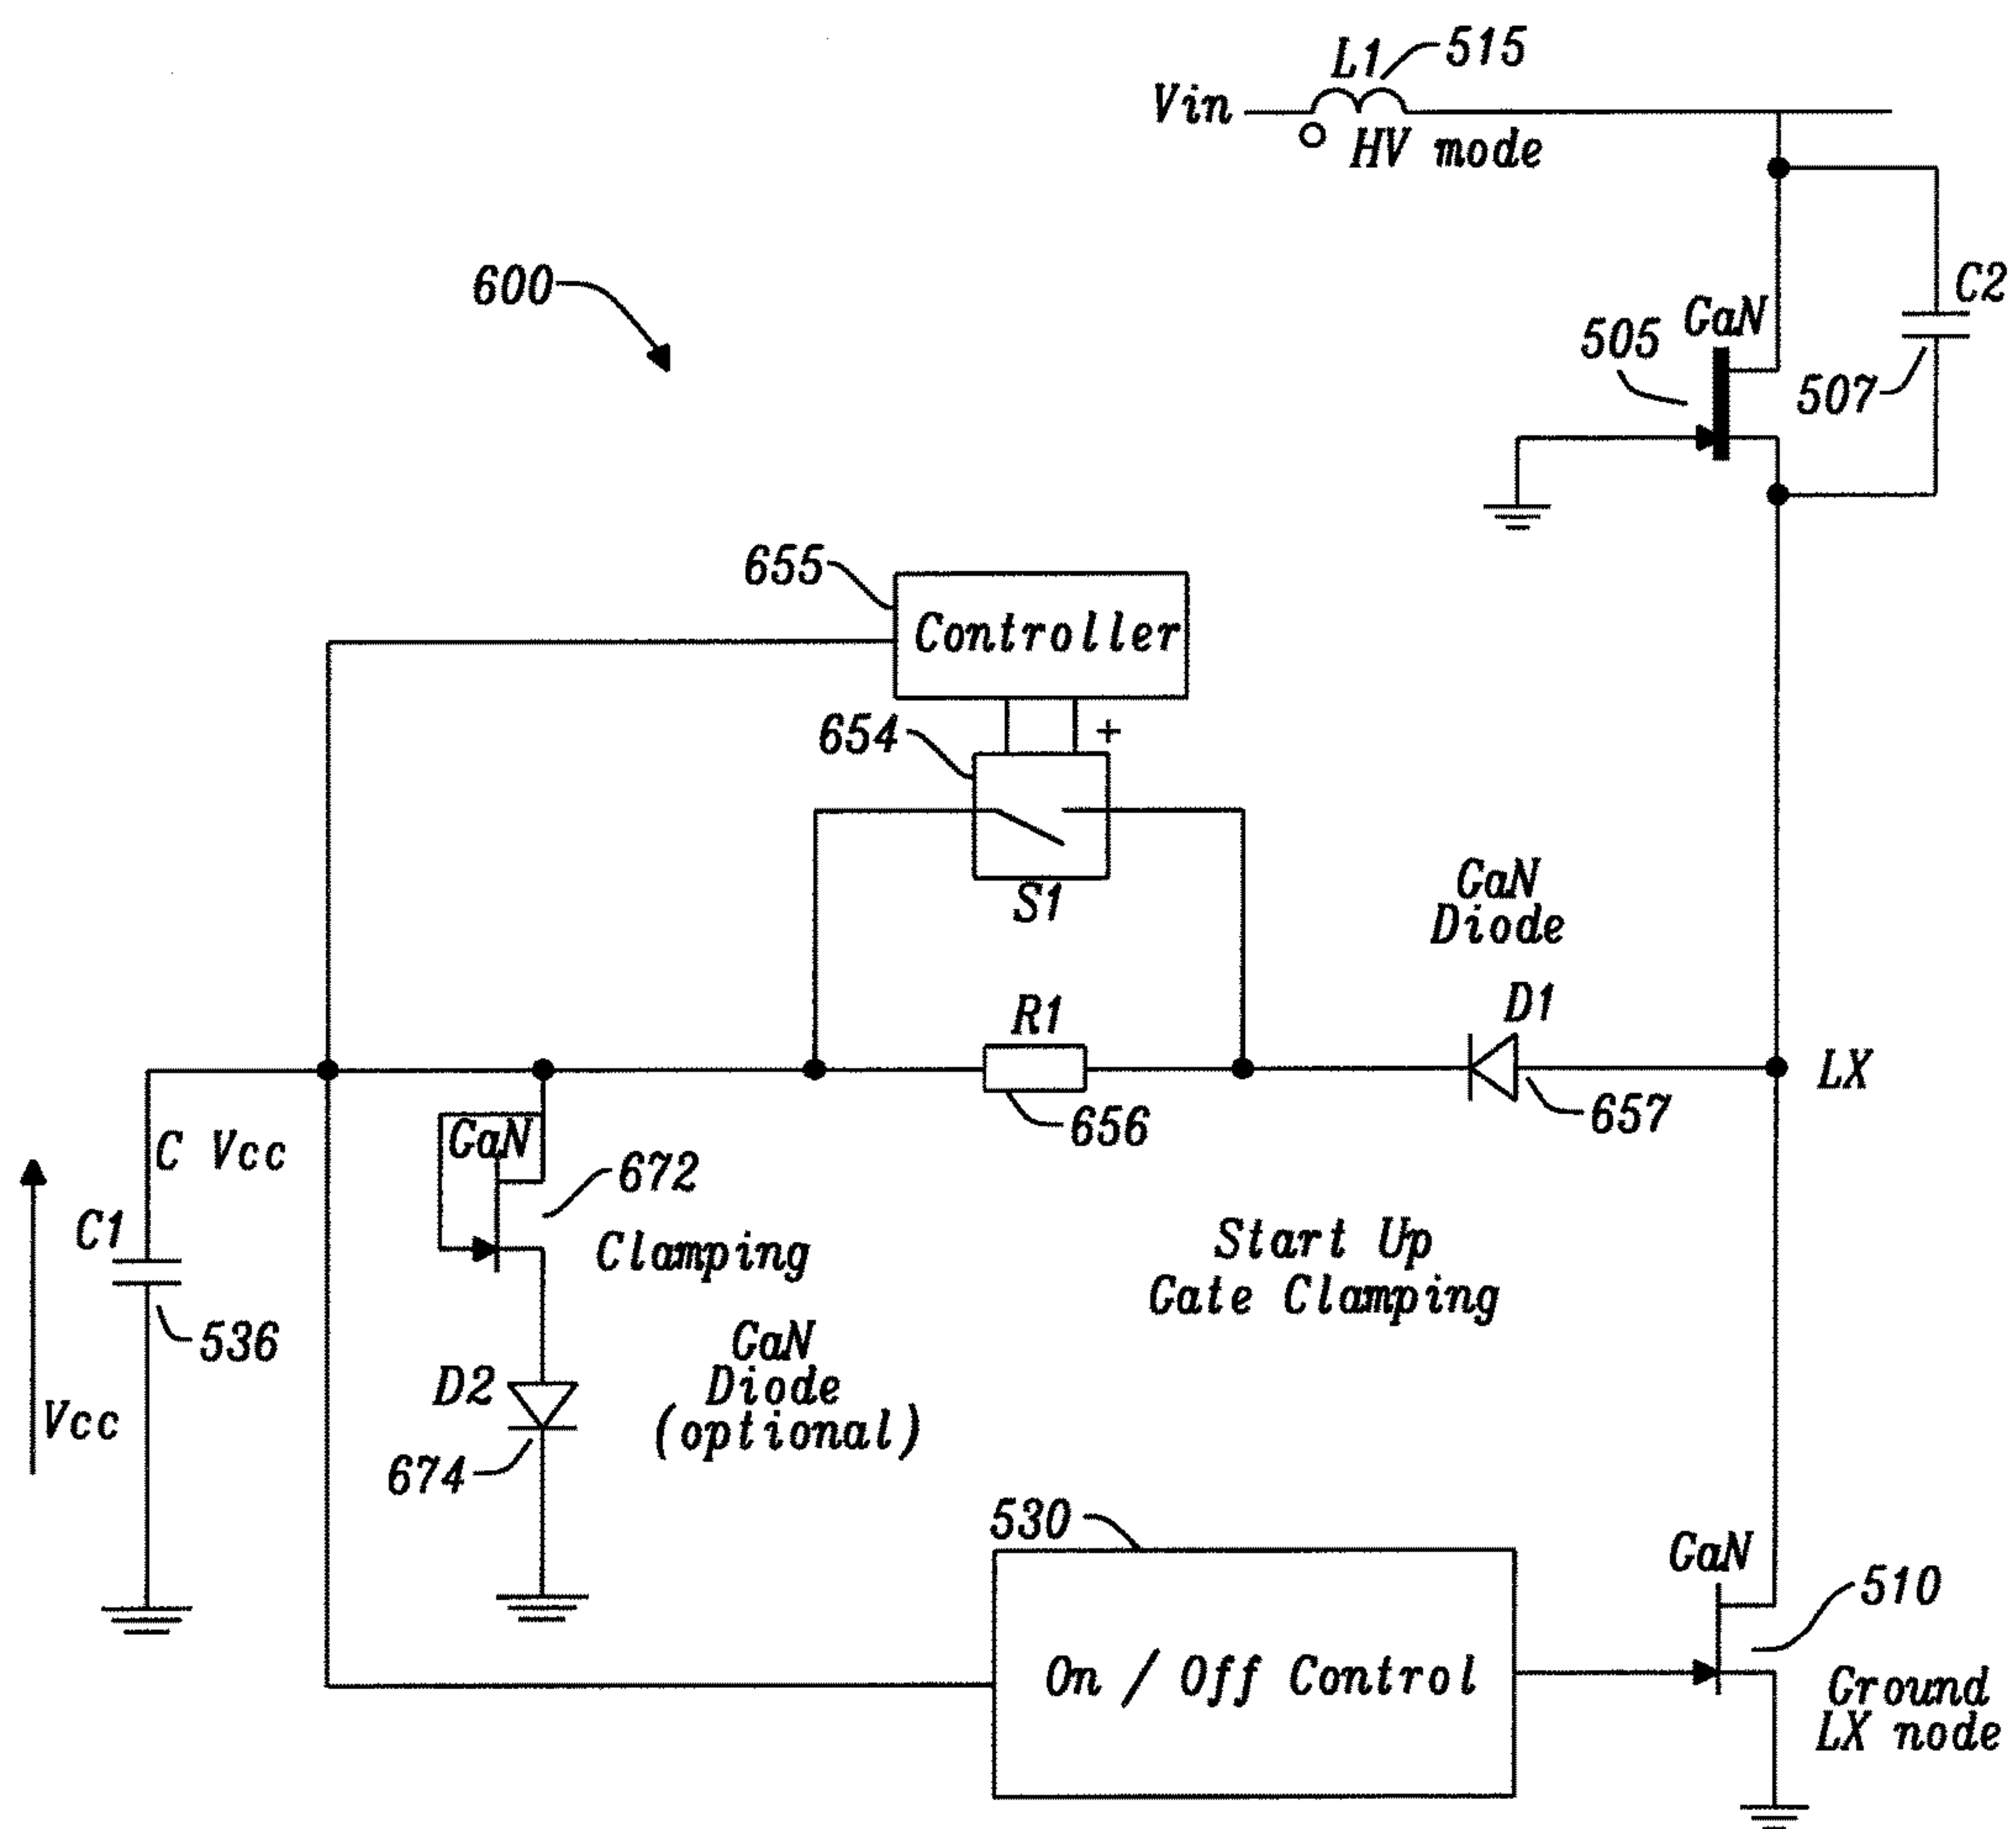 L1
515
Vin
HV mode
600
C2
GaN
505
507
655
Controller
654
+
S1
GaN
Diode
D1
R1
LX
656
657
C Vcc
GaN
672
C1
Clamping
Start Up
Gate Clamping
536
GaN
Diode
(optional)
D2
Vcc
674
530
GaN
510
On / Off Control
Ground
LX node